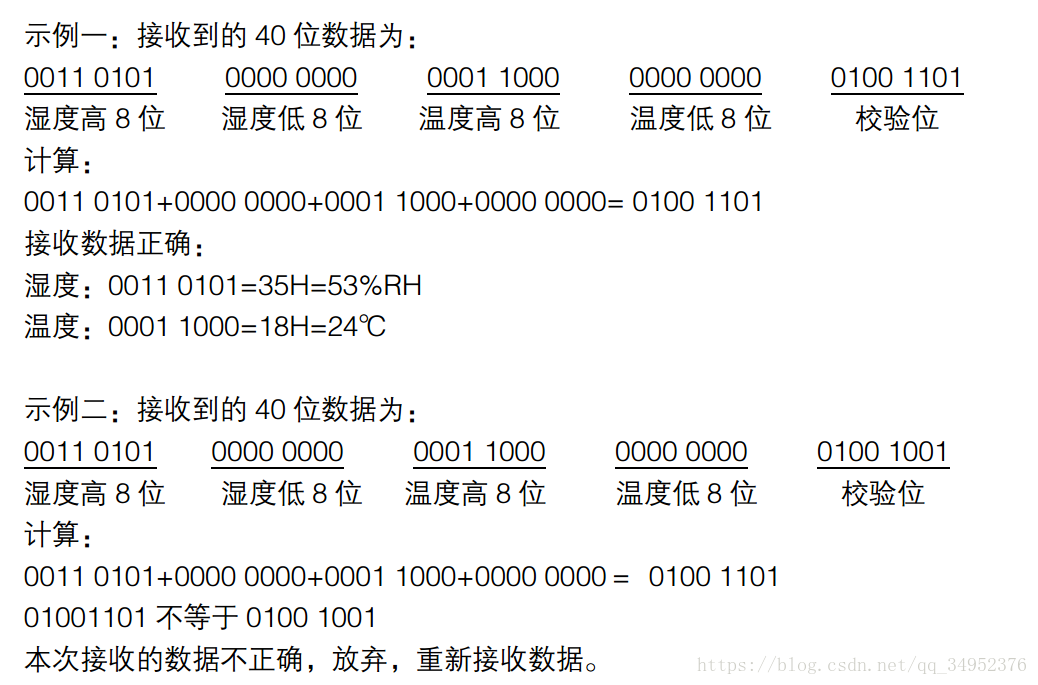 示例一：接收到的 40 位数据为：
0011 0101 0000 0000 0001 1000 0000 0000 0100 1101
湿度高 8 位 湿度低 8 位 温度高 8 位 温度低 8 位 校验位
计算：
0011 0101+0000 0000+0001 1000+0000 0000= 0100 1101
接收数据正确：
湿度：0011 0101=35H=53%RH
温度：0001 1000=18H=24℃
示例二：接收到的 40 位数据为：
0011 0101 0000 0000 0001 1000 0000 0000 0100 1001
湿度高 8 位 湿度低 8 位 温度高 8 位 温度低 8 位 校验位
计算：
0011 0101+0000 0000+0001 1000+0000 0000 = 0100 1101
01001101 不等于 0100 1001
本次接收的数据不正确，放弃，重新接收数据。
https://blog.csdn.net/qq_34952376